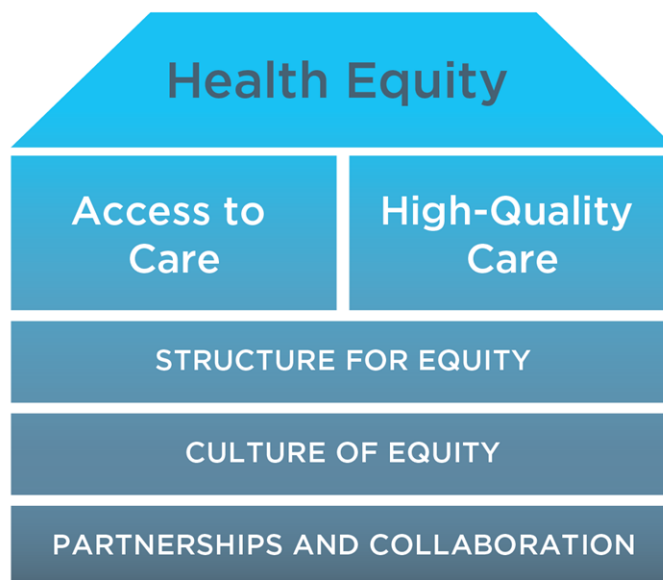 Health Equity
Access to
Care
High-Quality
Care
STRUCTURE FOR EQUITY
CULTURE OF EQUITY
PARTNERSHIPS AND COLLABORATION